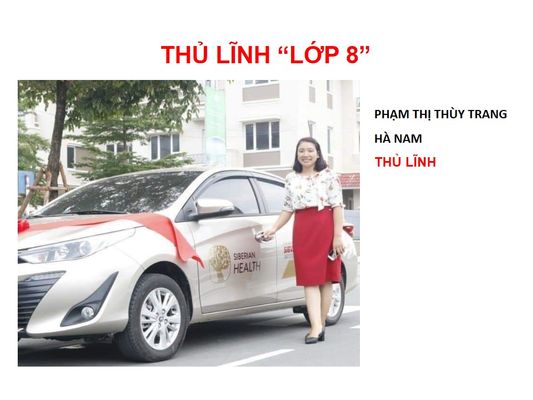 THỦ LĨNH “LỚP 8”
PHẠM THỊ THÙY TRANG
HÀ NAM
THỦ LĨNH
SIBERIAN
HEALTH